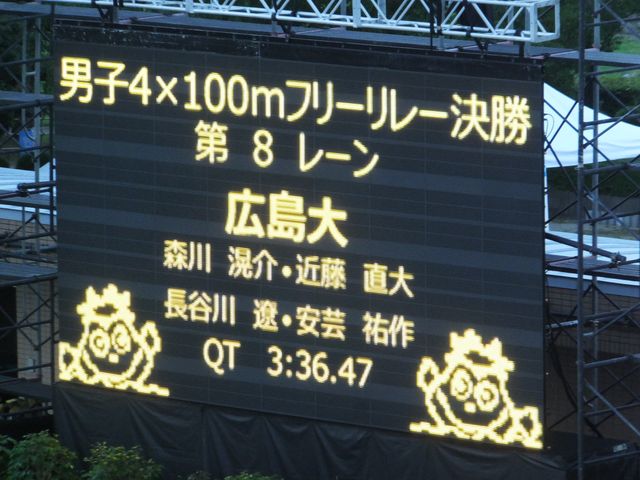 男子4×100mフリーリレー決勝
第 8 レーン
広島大
森川 滉介・近藤 直大
長谷川 遼・安芸 祐作
QT 3:36.47